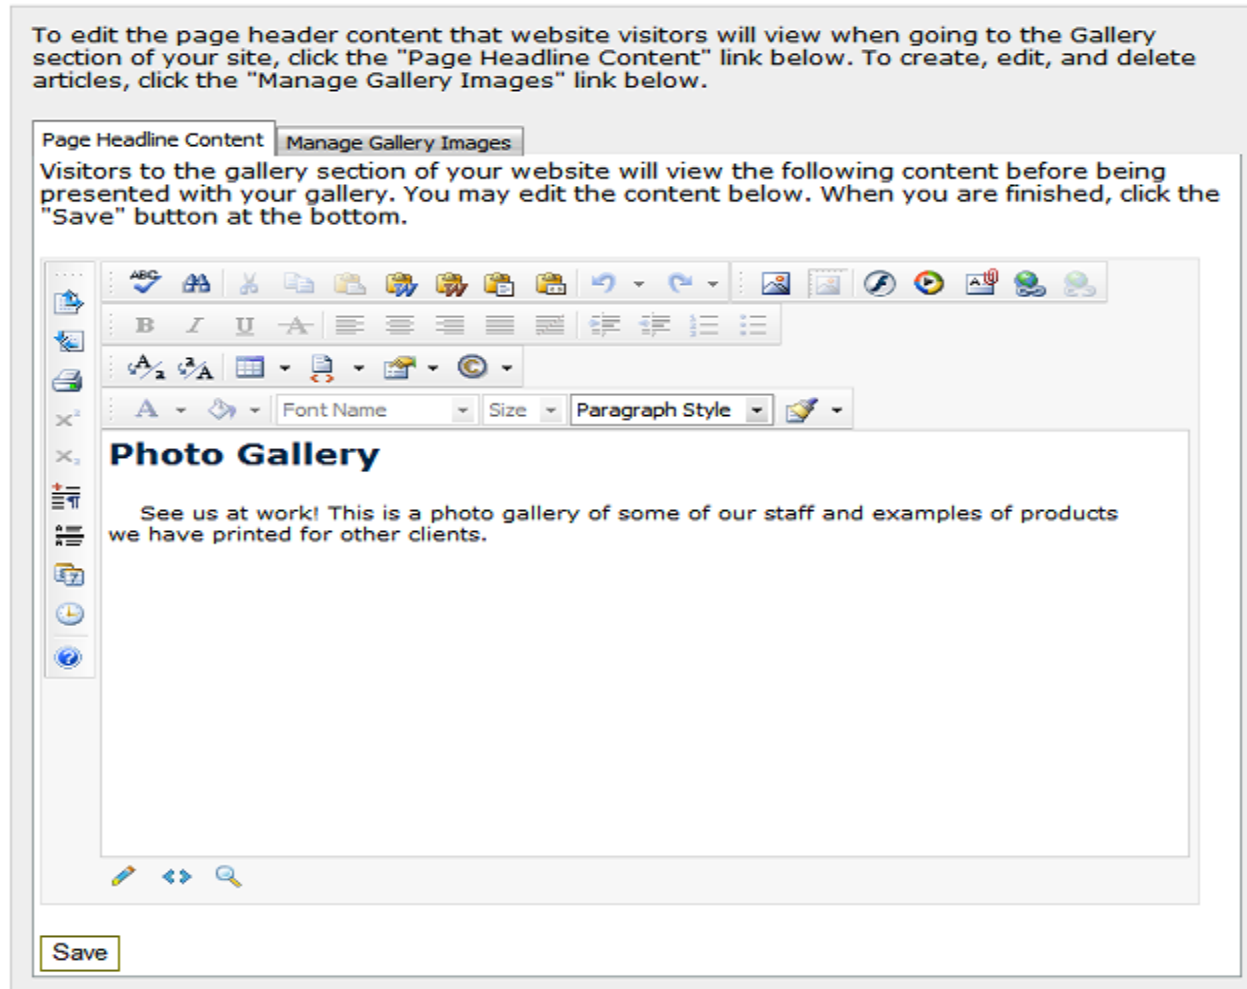 To edit the page header content that website visitors will view when going to the Gallery
section of your site, click the "Page Headline Content" link below. To create, edit, and delete
articles, click the "Manage Gallery Images" link below.
Page Headline Content
Manage Gallery Images
Visitors to the gallery section of your website will view the following content before being
presented with your gallery. You may edit the content below. When you are finished, click the
"Save" button at the bottom.
ABC
B I U A
A 2 2 A
A Font Name Size Paragraph Style
Photo Gallery
See us at work! This is a photo gallery of some of our staff and examples of products
we have printed for other clients.
Save